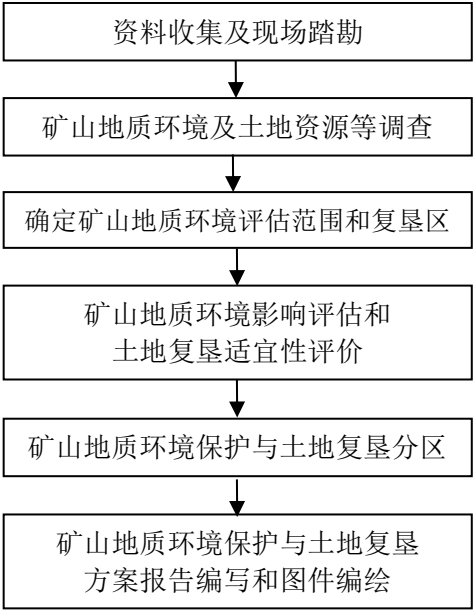 资料收集及现场踏勘
矿山地质环境及土地资源等调查
确定矿山地质环境评估范围和复垦区
矿山地质环境影响评估和
土地复垦适宜性评价
矿山地质环境保护与土地复垦分区
矿山地质环境保护与土地复垦
方案报告编写和图件编绘